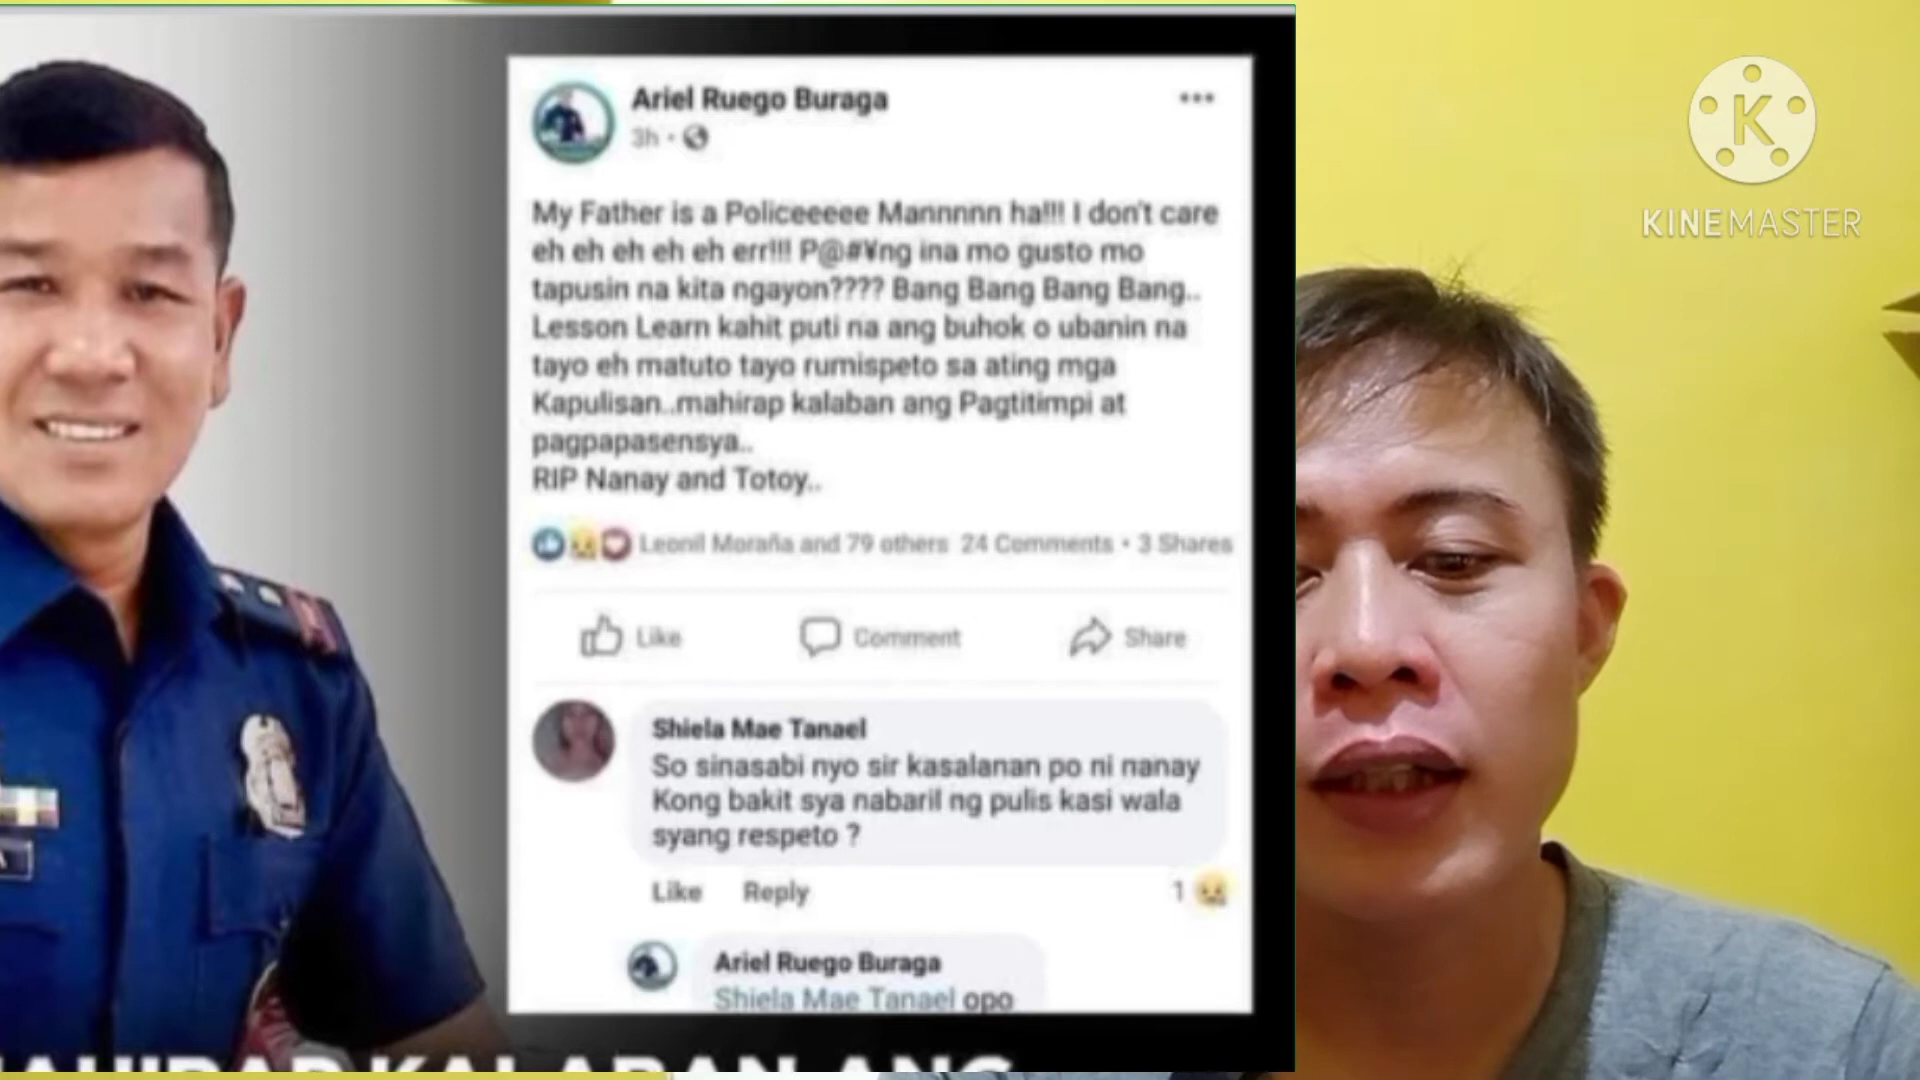 Ariel Ruego Buraga
3h
My Father is a Policeeeee Mannnnn ha!!! I don't care
eh eh eh eh eh err!!! P@#¥ng ina mo gusto mo
tapusin na kita ngayon???? Bang Bang Bang Bang..
Lesson Learn kahit puti na ang buhok o ubanin na
tayo eh matuto tayo rumispeto sa ating mga
Kapulisan..mahirap kalaban ang Pagtitimpi at
pagpapasensya..
RIP Nanay and Totoy..
Leonil Moraña and 79 others 24 Comments • 3 Shares
Like Comment Share
Shiela Mae Tanael
So sinasabi nyo sir kasalanan po ni nanay
Kong bakit sya nabaril ng pulis kasi wala
syang respeto ?
Like Reply 1
Ariel Ruego Buraga
Shiela Mae Tanael opo
KALABAN ANG
K
KINEMASTER